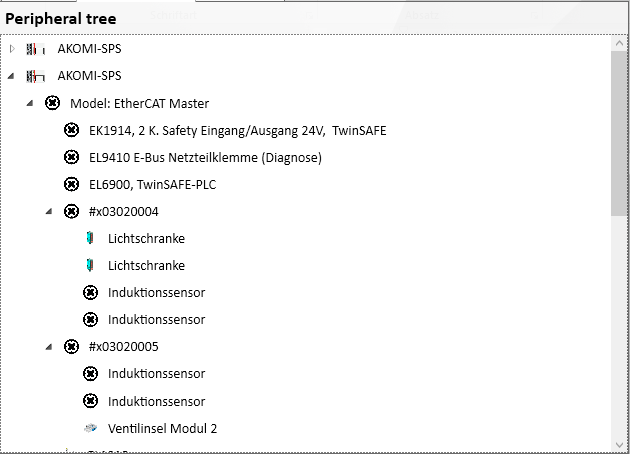 Peripheral tree
AKOMI-SPS
AKOMI-SPS
Model: EtherCAT Master
EK1914, 2 K. Safety Eingang/Ausgang 24V,  TwinSAFE
EL9410 E-Bus Netzteilklemme (Diagnose)
EL6900, TwinSAFE-PLC
#x03020004
Lichtschranke
Lichtschranke
Induktionssensor
Induktionssensor
#x03020005
Induktionssensor
Induktionssensor
Ventilinsel Modul 2